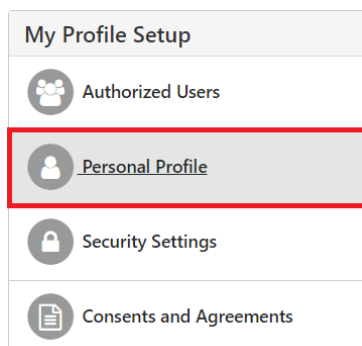 My Profile Setup
Authorized Users
Personal Profile
Security Settings
Consents and Agreements